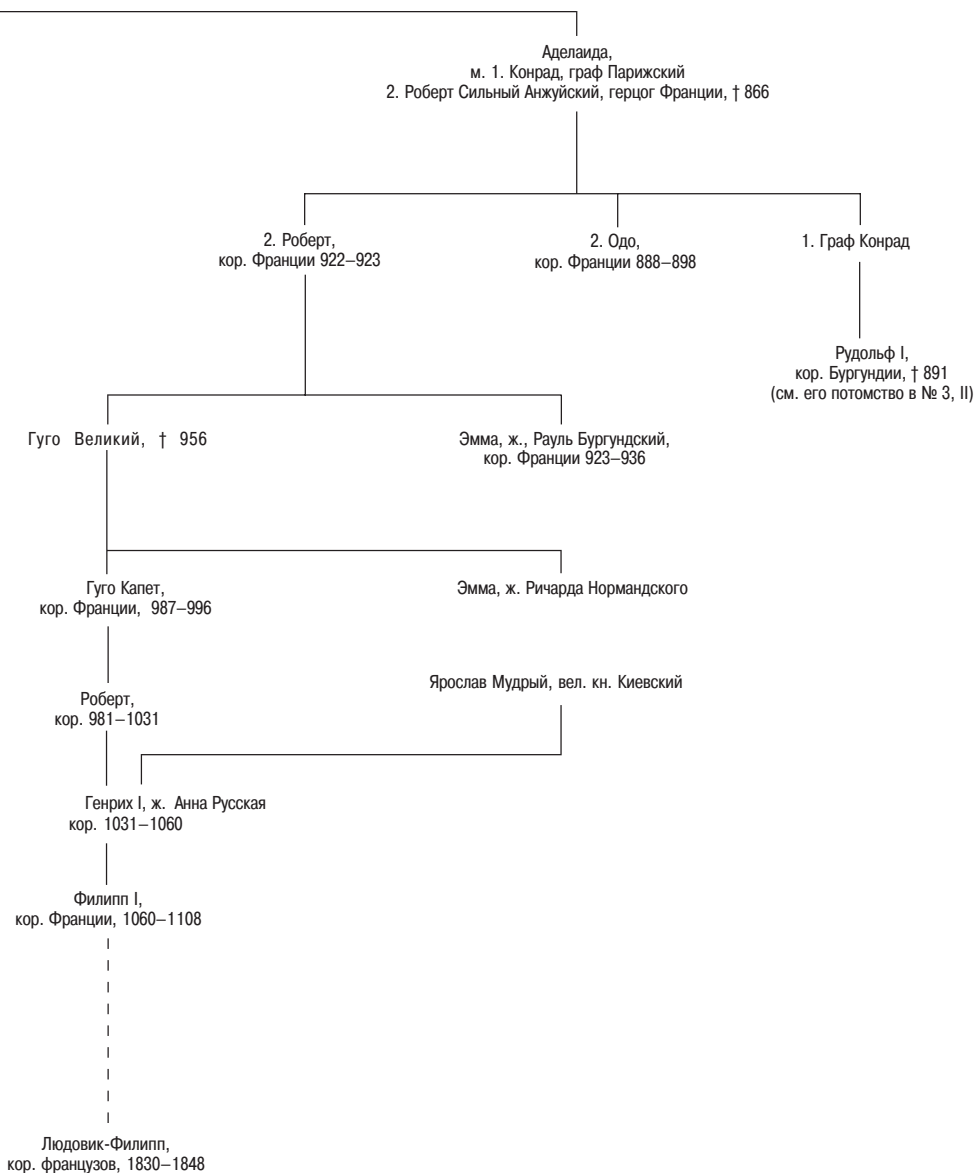 Аделаида,
м. 1. Конрад, граф Парижский
2. Роберт Сильный Анжуйский, герцог Франции, † 866
2. Роберт,
кор. Франции 922–923
2. Одо,
кор. Франции 888–898
1. Граф Конрад
Рудольф I,
кор. Бургундии, † 891
(см. его потомство в № 3, II)
Гуго Великий, † 956
Эмма, ж., Рауль Бургундский,
кор. Франции 923–936
Гуго Капет,
кор. Франции, 987–996
Эмма, ж. Ричарда Нормандского
Роберт,
кор. 981–1031
Ярослав Мудрый, вел. кн. Киевский
Генрих I, ж. Анна Русская
кор. 1031–1060
Филипп I,
кор. Франции, 1060–1108
Людовик-Филипп,
кор. французов, 1830–1848